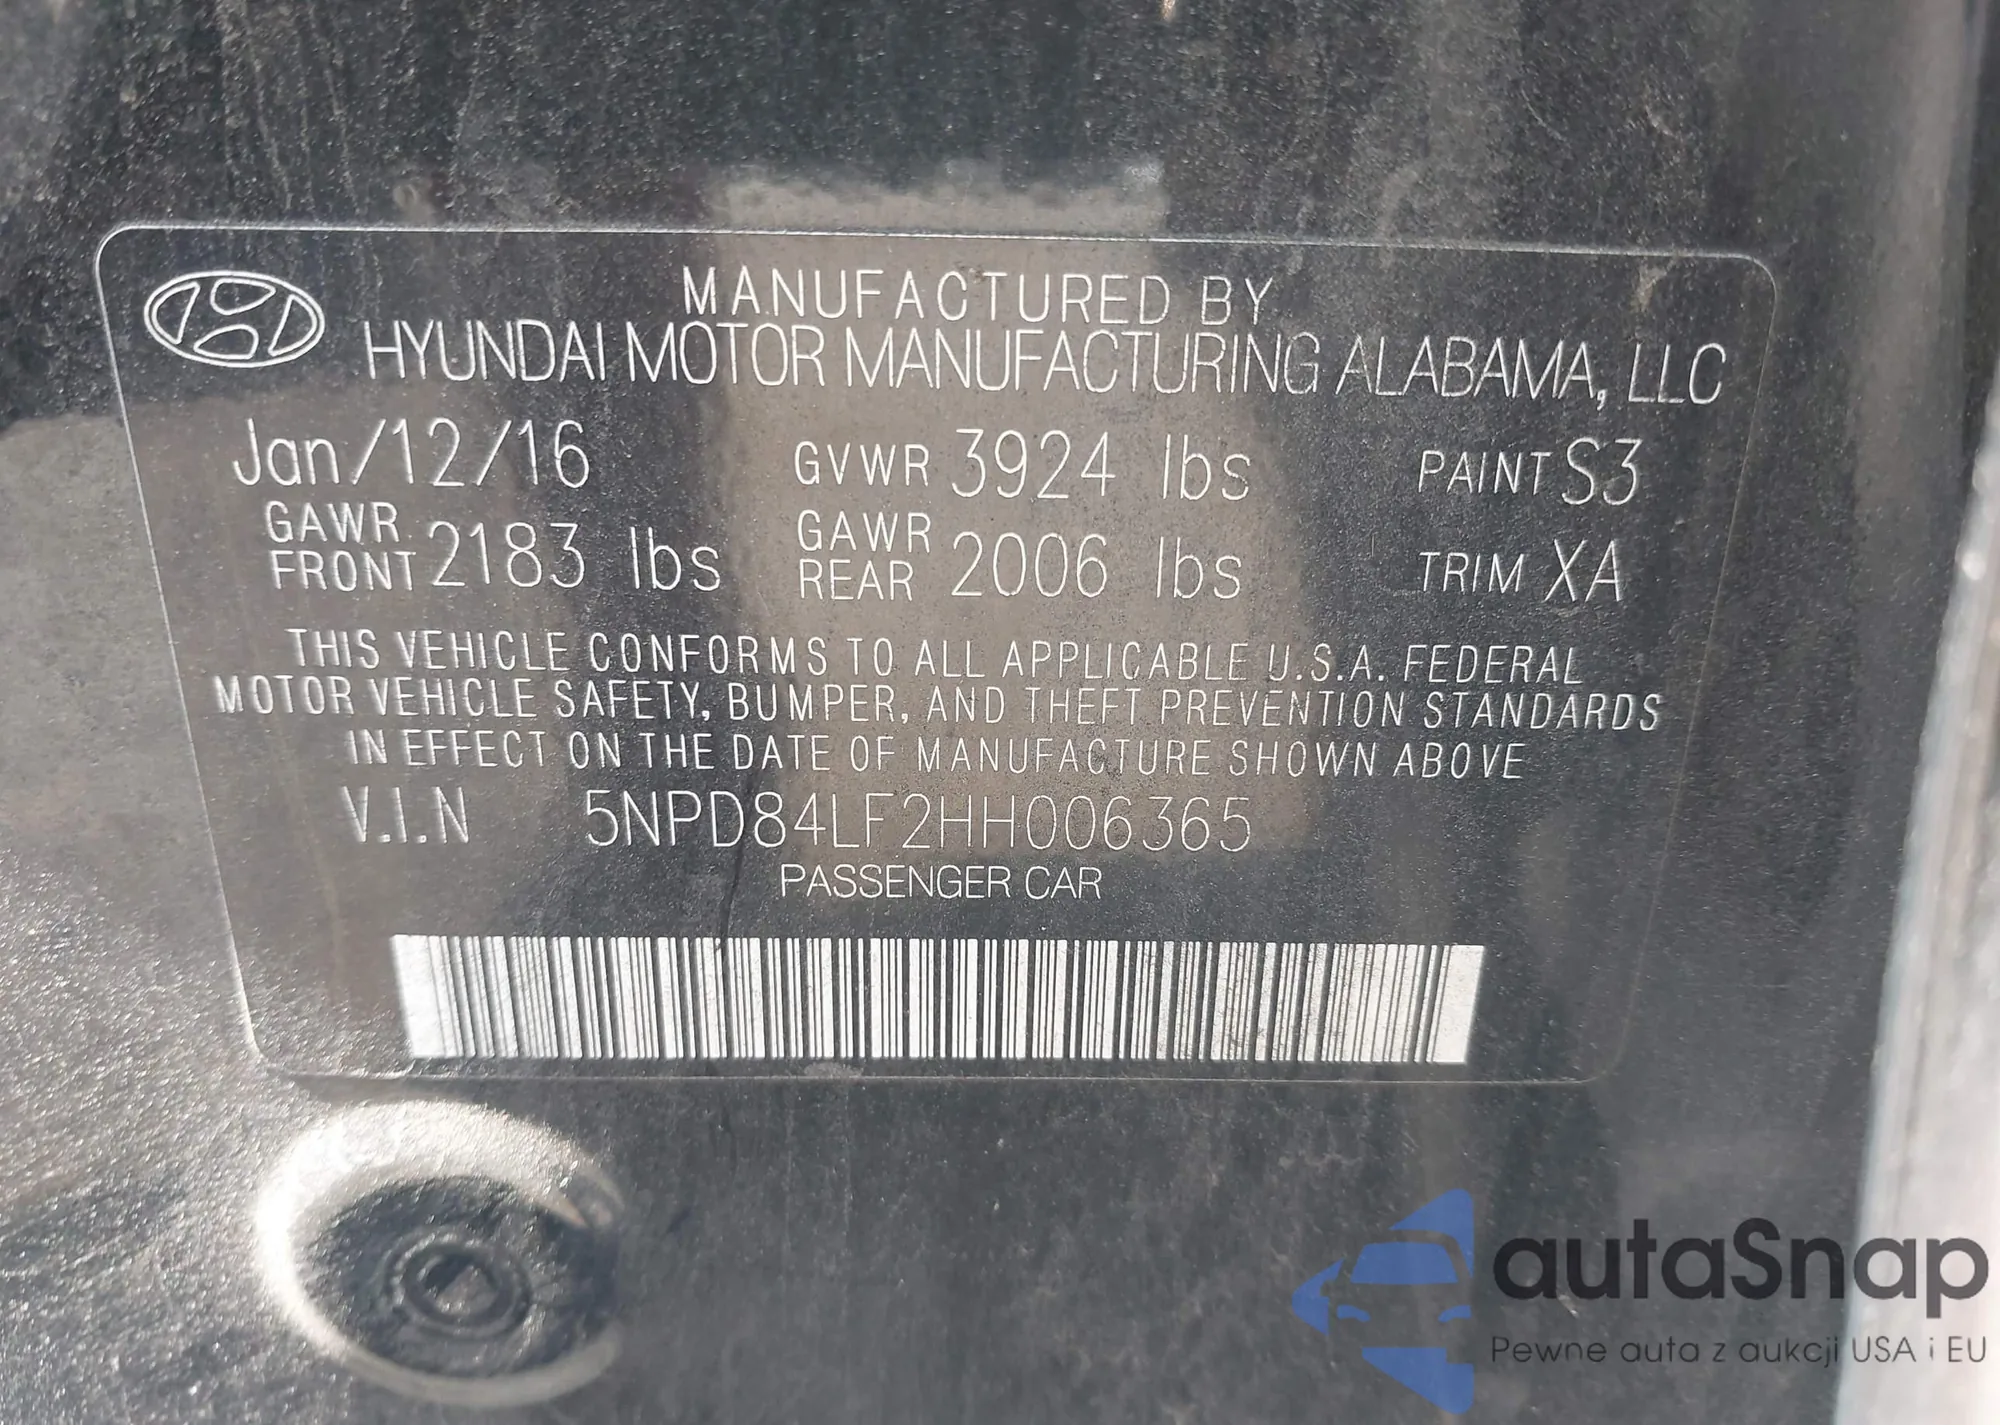 MANUFACTURED BY
HYUNDAI MOTOR MANUFACTURING ALABAMA, LLC
Jan/12/16 GVWR 3924 lbs PAINT S3
GAWR FRONT 2183 lbs GAWR REAR 2006 lbs TRIM XA
THIS VEHICLE CONFORMS TO ALL APPLICABLE U.S.A. FEDERAL
MOTOR VEHICLE SAFETY, BUMPER, AND THEFT PREVENTION STANDARDS
IN EFFECT ON THE DATE OF MANUFACTURE SHOWN ABOVE
V.I.N 5NPD84LF2HH006365
PASSENGER CAR
autaSnap
Pewne auta z aukcji USA i EU